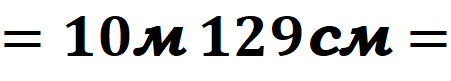 = 10м 129см =